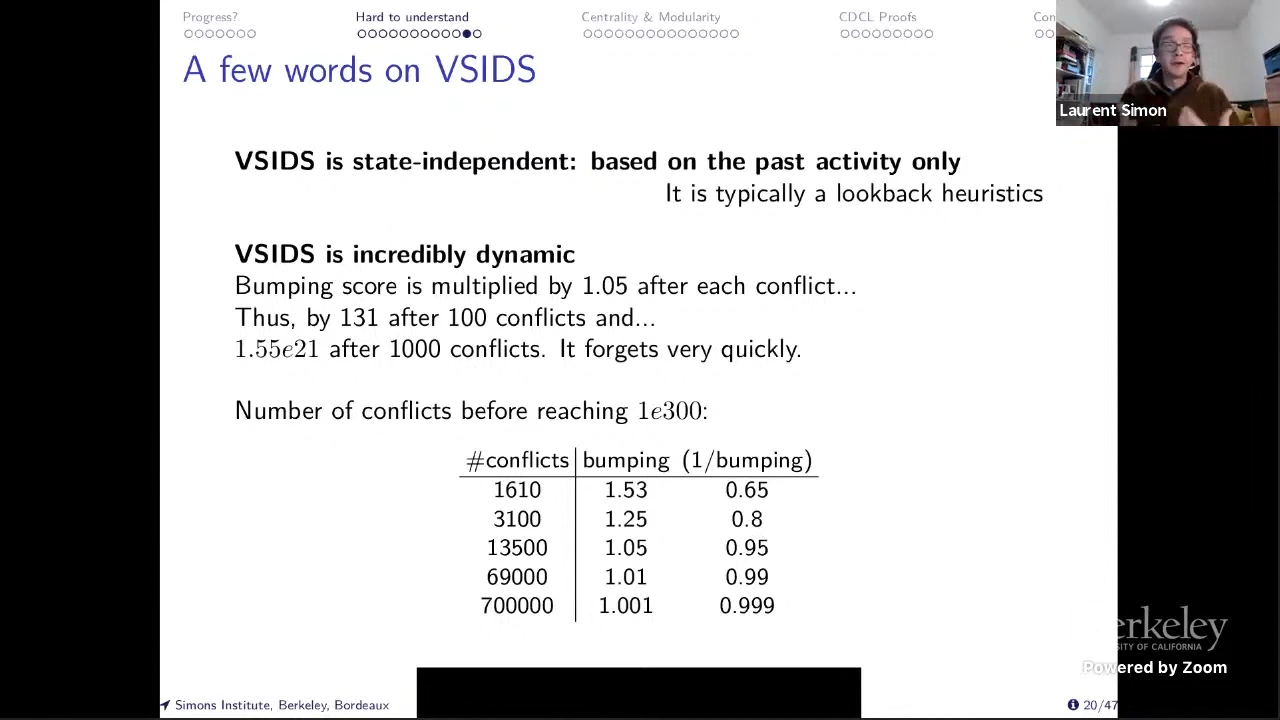 Progress?
Hard to understand
Centrality & Modularity
CDCL Proofs
A few words on VSIDS
Laurent Simon
VSIDS is state-independent: based on the past activity only
It is typically a lookback heuristics
VSIDS is incredibly dynamic
Bumping score is multiplied by 1.05 after each conflict...
Thus, by 131 after 100 conflicts and...
1.55e21 after 1000 conflicts. It forgets very quickly.
Number of conflicts before reaching 1e300:
#conflicts bumping (1/bumping)
1610 1.53 0.65
3100 1.25 0.8
13500 1.05 0.95
69000 1.01 0.99
700000 1.001 0.999
erkeley
SITY OF CALIFORNIA
Powered by Zoom
Simons Institute, Berkeley, Bordeaux
20/47